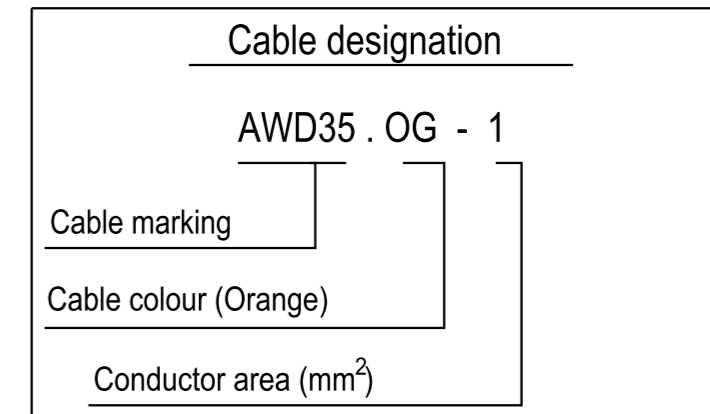 Cable designation
AWD35 . OG - 1
Cable marking
Cable colour (Orange)
Conductor area (mm²)